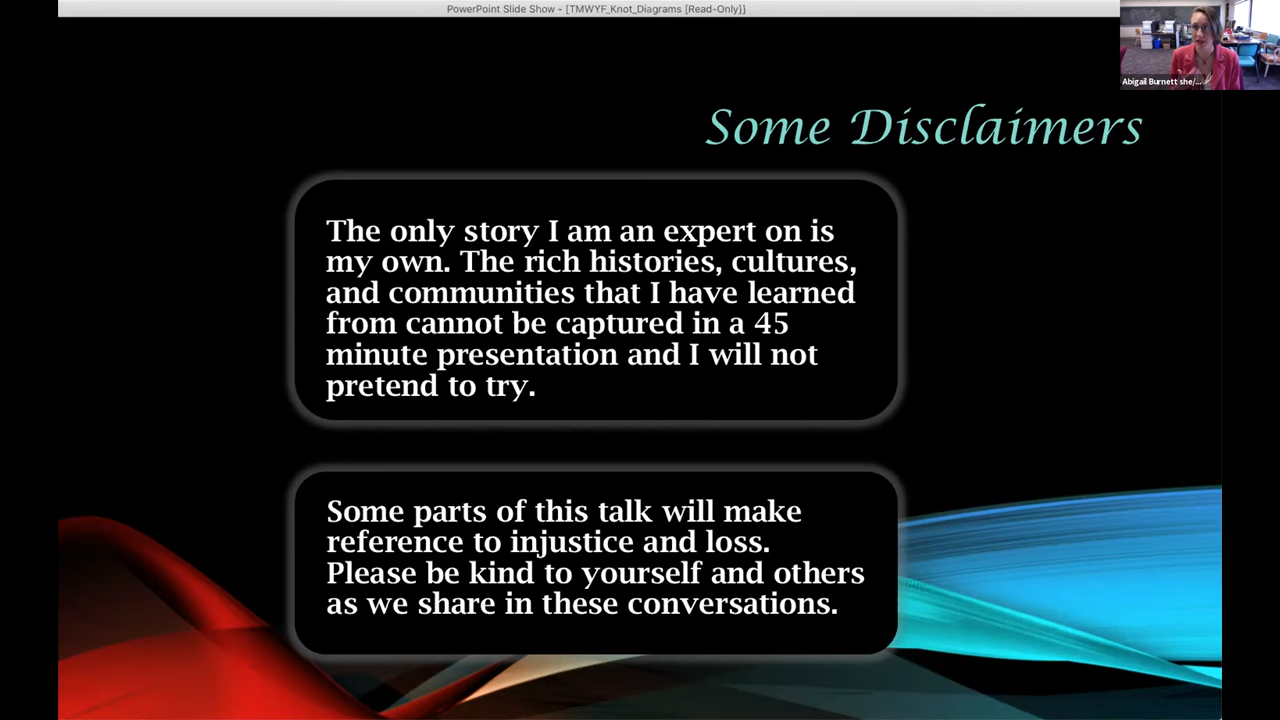 PowerPoint Slide Show - [TMWYF_Knot_Diagrams [Read-Only]]
Abigail Burnett she/...
Some Disclaimers
The only story I am an expert on is
my own. The rich histories, cultures,
and communities that I have learned
from cannot be captured in a 45
minute presentation and I will not
pretend to try.
Some parts of this talk will make
reference to injustice and loss.
Please be kind to yourself and others
as we share in these conversations.